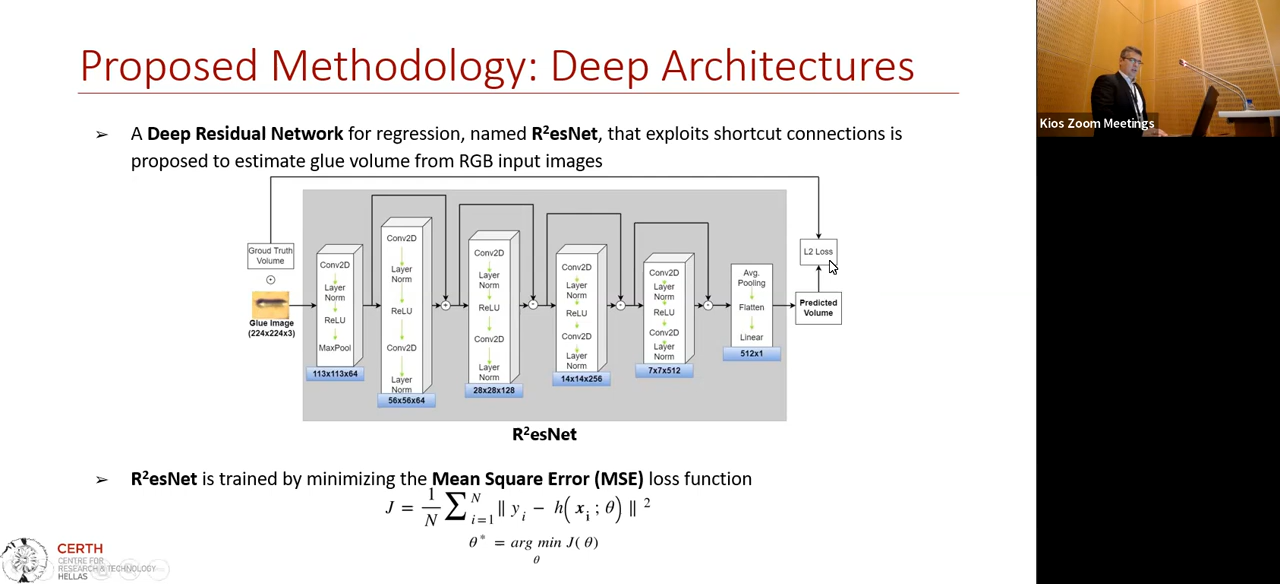 Proposed Methodology: Deep Architectures
Kios Zoom Meetings
➢ A Deep Residual Network for regression, named R²esNet, that exploits shortcut connections is
proposed to estimate glue volume from RGB input images
Groud Truth
Volume
Glue Image
(224x224x3)
Conv2D
Layer
Norm
ReLU
MaxPool
113x113x64
Conv2D
Layer
Norm
ReLU
Conv2D
Layer
Norm
56x56x64
Conv2D
Layer
Norm
ReLU
Conv2D
Layer
Norm
28x28x128
Conv2D
Layer
Norm
ReLU
Conv2D
Layer
Norm
14x14x256
Conv2D
Layer
Norm
ReLU
Conv2D
Layer
Norm
7x7x512
Avg.
Pooling
Flatten
Linear
512x1
L2 Loss
Predicted
Volume
R²esNet
➢ R²esNet is trained by minimizing the Mean Square Error (MSE) loss function
J = 1/N ∑ᵢ₌₁ᴺ ‖ yᵢ − h(xᵢ ; θ) ‖ ²
θ* = arg min J(θ)
θ
CERTH
CENTRE FOR
RESEARCH & TECHNOLOGY
HELLAS